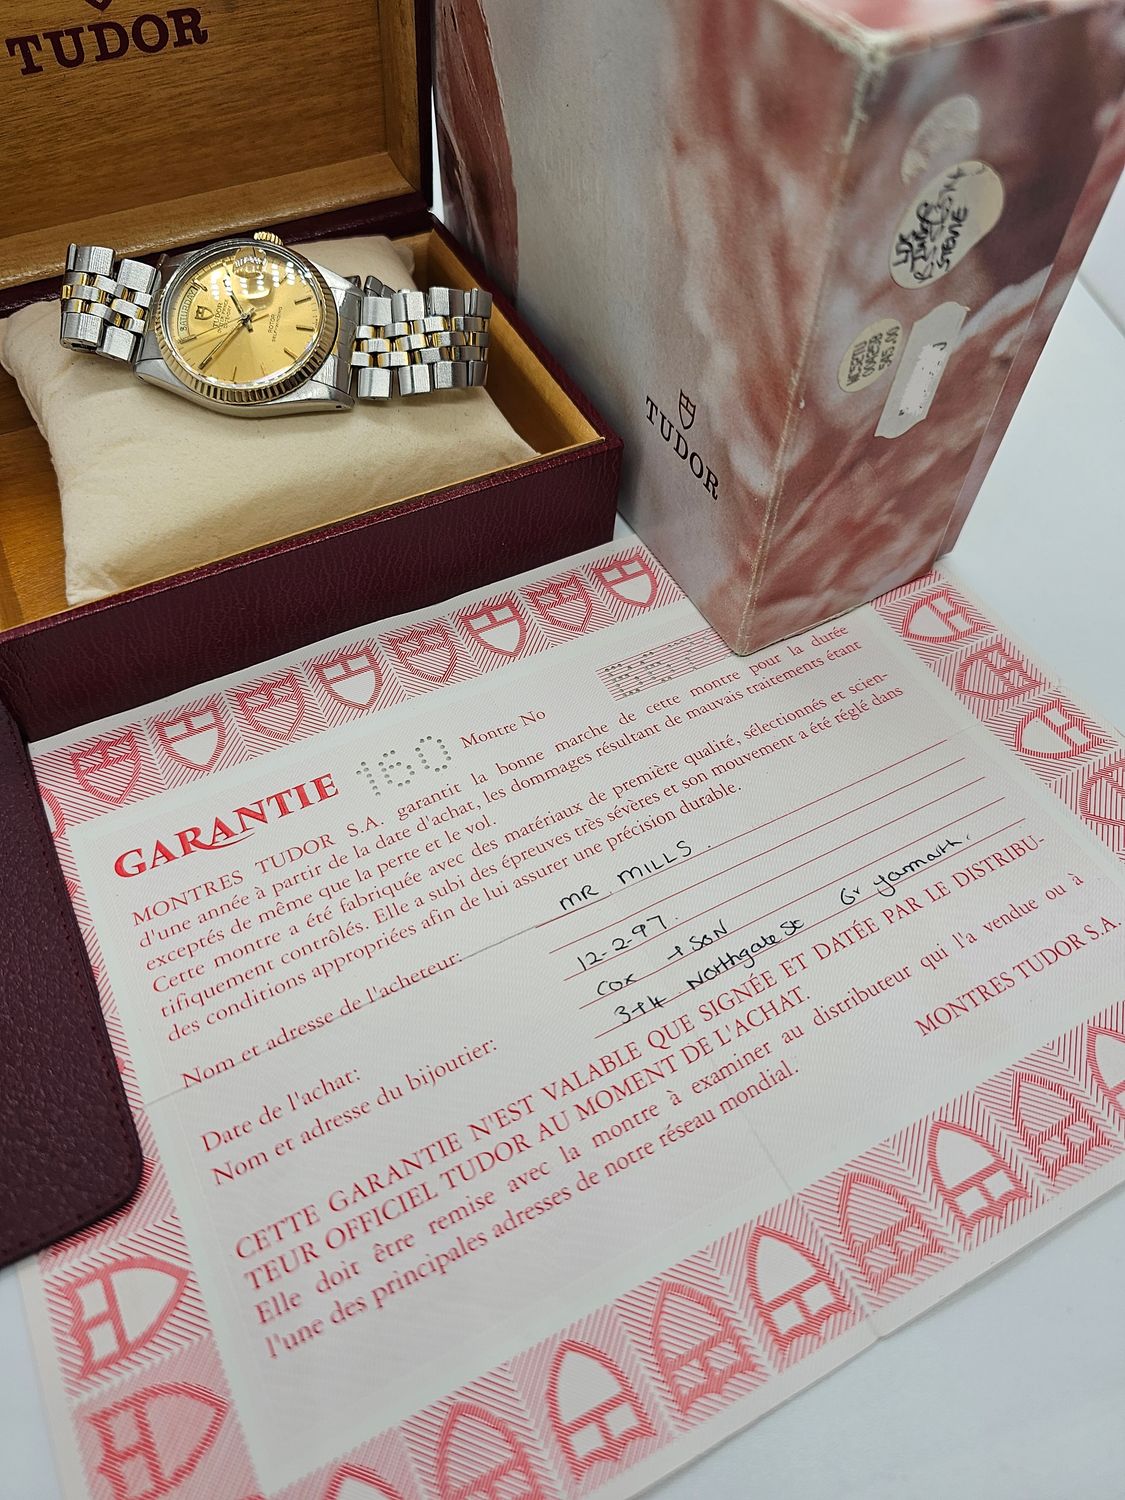 TUDOR
TUDOR
ROTOR
SELF-WINDING
TUDOR
STONE
545.00
GARANTIE
160
Montre No
MONTRES TUDOR S.A. garantit la bonne marche de cette montre pour la durée
d'une année à partir de la date d'achat, les dommages résultant de mauvais traitements étant
exceptés de même que la perte et le vol.
Cette montre a été fabriquée avec des matériaux de première qualité, sélectionnés et scien-
tifiquement contrôlés. Elle a subi des épreuves très sévères et son mouvement a été réglé dans
des conditions appropriées afin de lui assurer une précision durable.
Nom et adresse de l'acheteur: MR. MILLS.
Date de l'achat: 12-2-97.
Nom et adresse du bijoutier: Cox + SON
3+4 Northgate St Gr Yarmouth.
CETTE GARANTIE N'EST VALABLE QUE SIGNÉE ET DATÉE PAR LE DISTRIBU-
TEUR OFFICIEL TUDOR AU MOMENT DE L'ACHAT.
Elle doit être remise avec la montre à examiner au distributeur qui l'a vendue ou à
l'une des principales adresses de notre réseau mondial.
MONTRES TUDOR S.A.